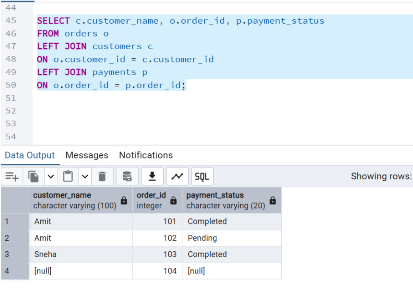 44
45 SELECT c.customer_name, o.order_id, p.payment_status
46 FROM orders o
47 LEFT JOIN customers c
48 ON o.customer_id = c.customer_id
49 LEFT JOIN payments p
50 ON o.order_id = p.order_id;
51
52
53
54
Data Output Messages Notifications
SQL Showing rows:
customer_name order_id payment_status
character varying (100) integer character varying (20)
1 Amit 101 Completed
2 Amit 102 Pending
3 Sneha 103 Completed
4 [null] 104 [null]